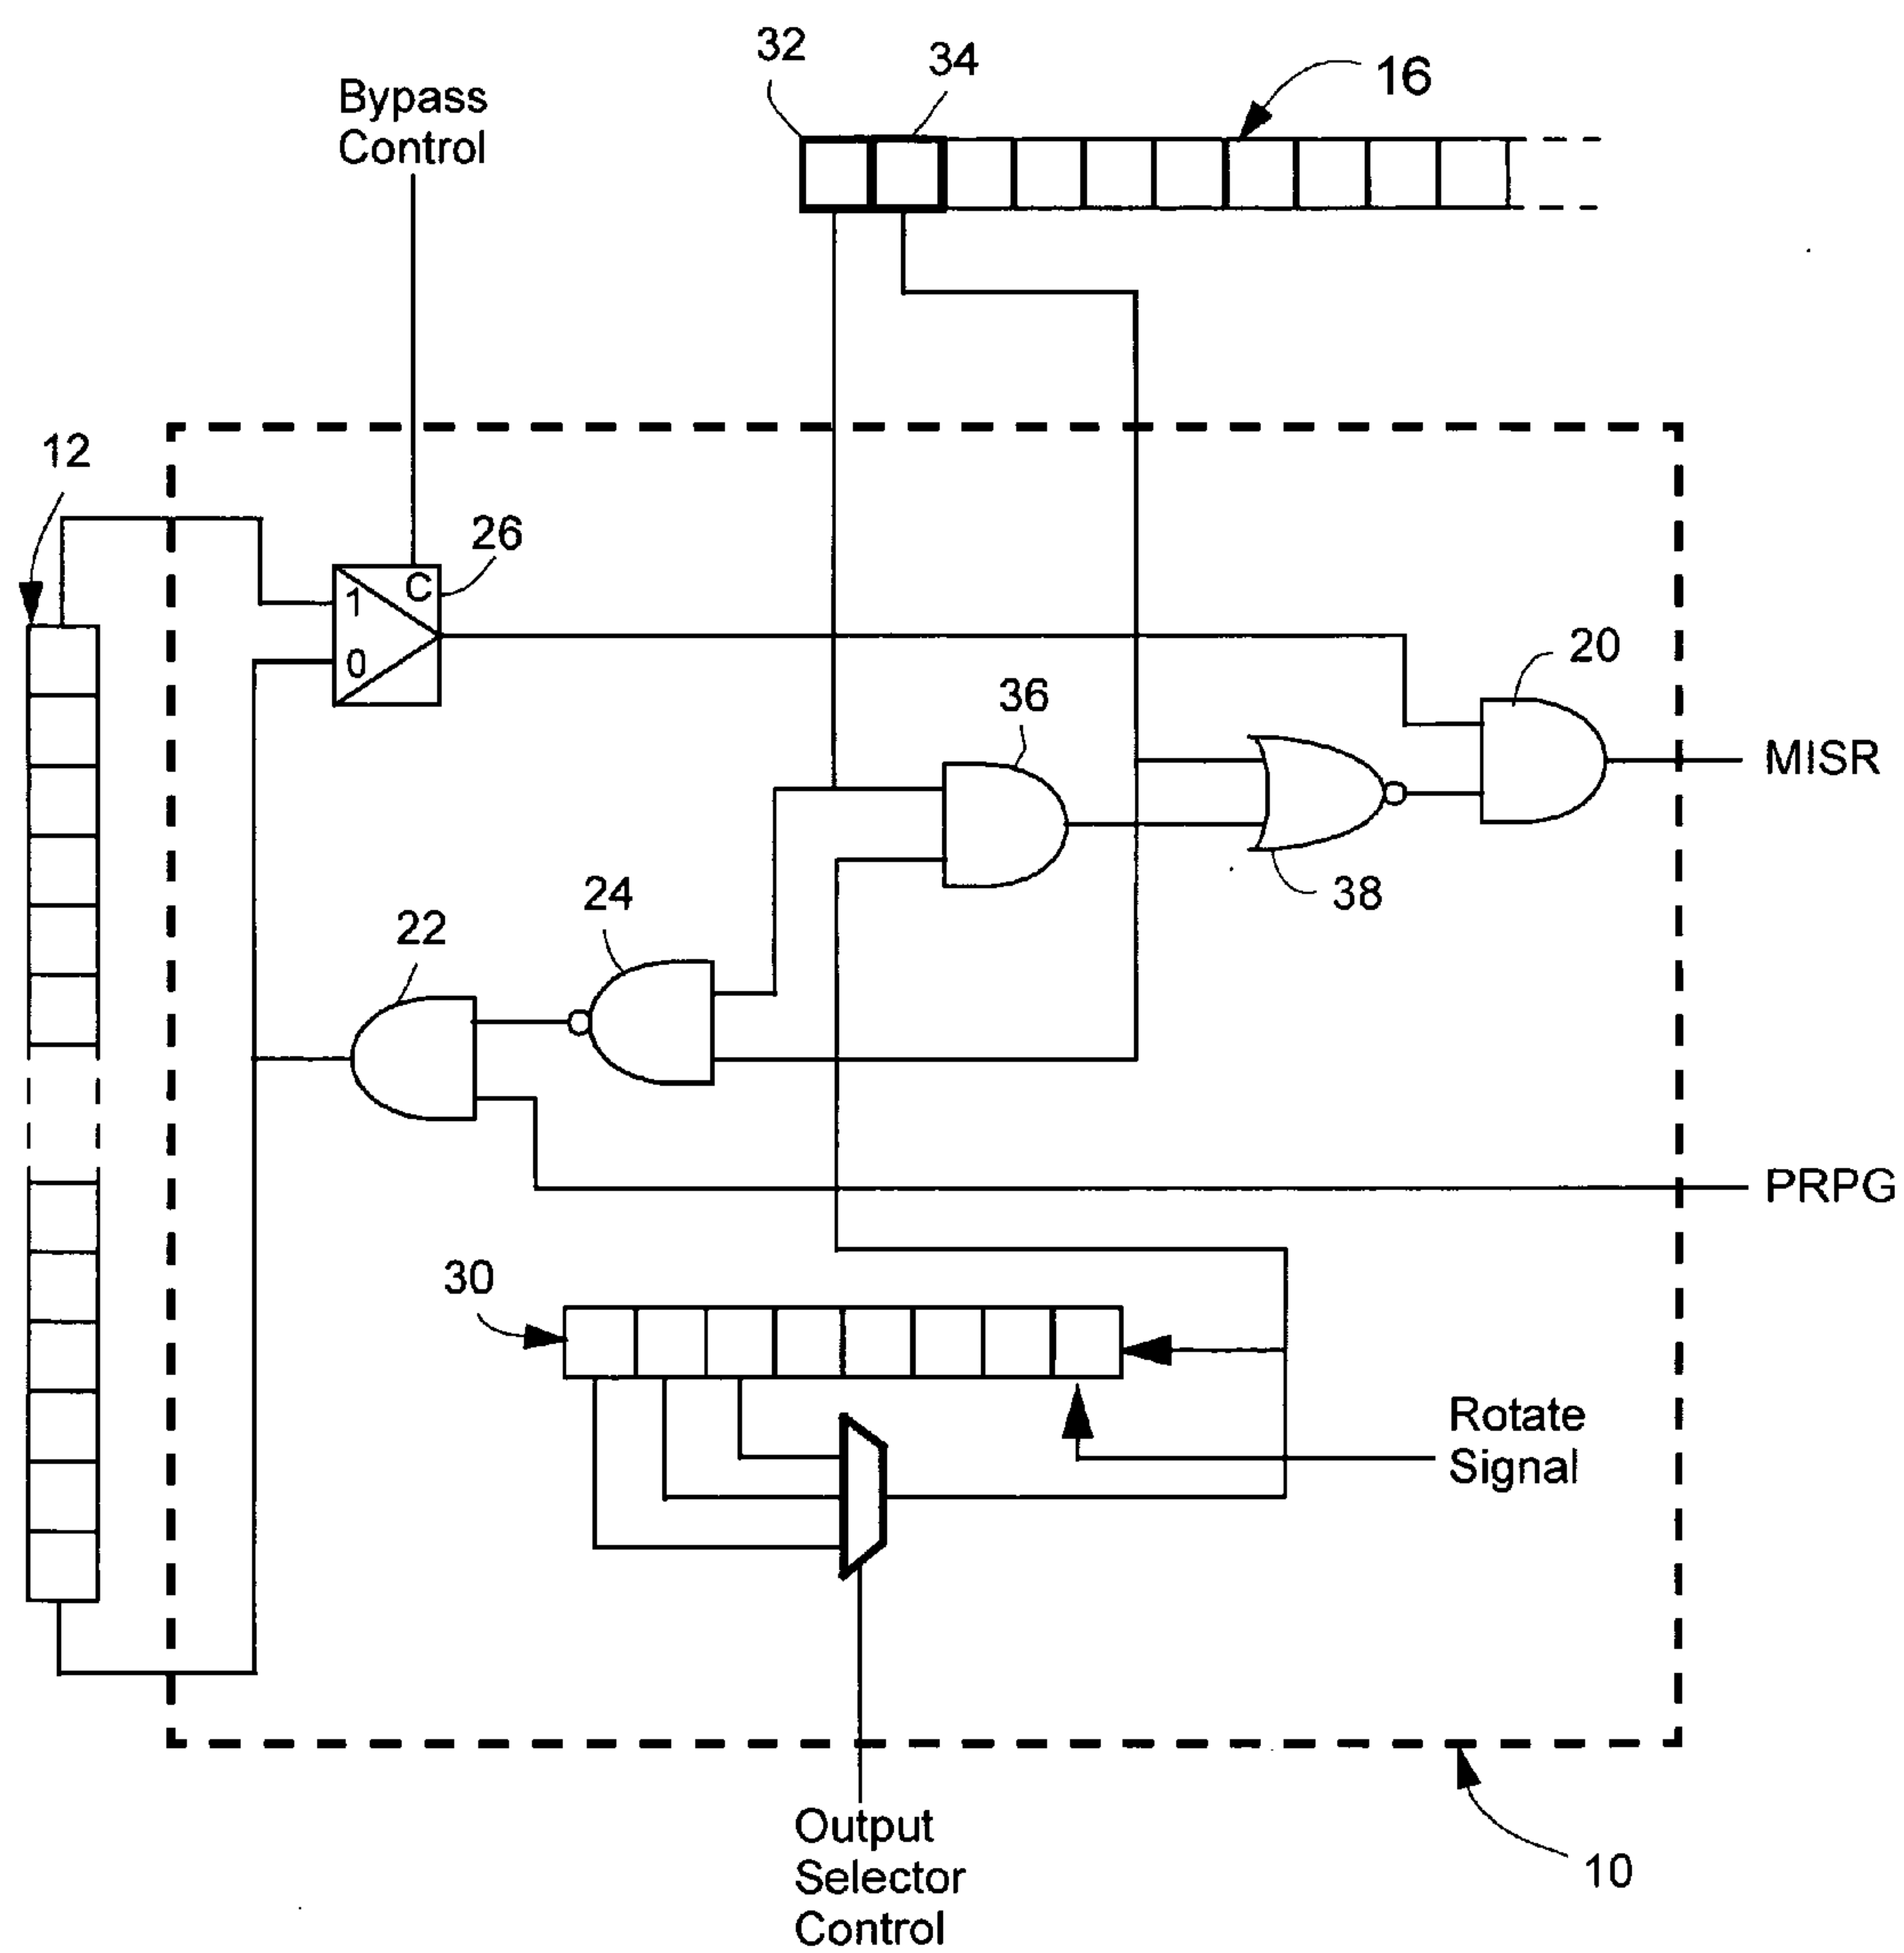 32
34
16
Bypass
Control
12
26
1
C
0
20
36
MISR
38
24
22
PRPG
30
Rotate
Signal
Output
Selector
Control
10